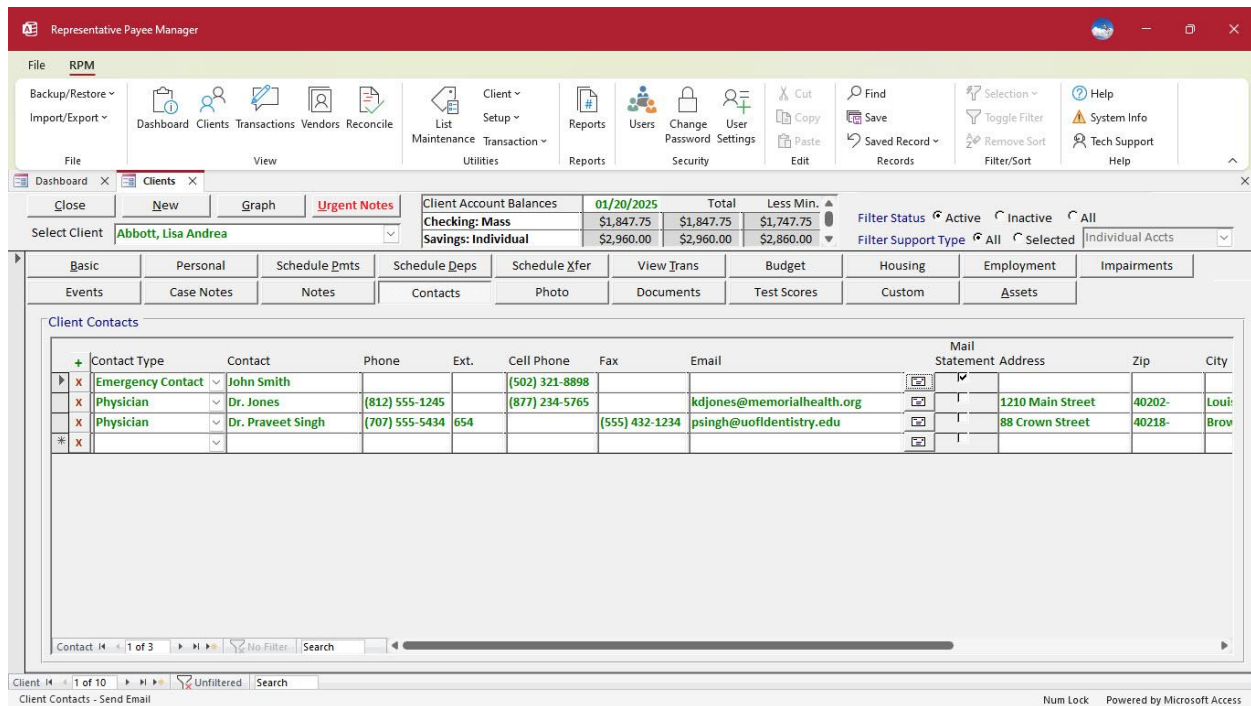 Representative Payee Manager
File RPM
Backup/Restore
Import/Export
Dashboard Clients Transactions Vendors Reconcile
List Maintenance
Client
Setup
Transaction
Reports
Users Change Password User Settings
Cut
Copy
Paste
Find
Save
Saved Record
Selection
Toggle Filter
Remove Sort
Help
System Info
Tech Support
File View Utilities Reports Security Edit Records Filter/Sort Help
Dashboard Clients
Close New Graph Urgent Notes
Client Account Balances 01/20/2025 Total Less Min.
Checking: Mass $1,847.75 $1,847.75 $1,747.75
Savings: Individual $2,960.00 $2,960.00 $2,860.00
Filter Status Active Inactive All
Select Client Abbott, Lisa Andrea
Filter Support Type All Selected Individual Accts
Basic Personal Schedule Pmts Schedule Deps Schedule Xfer View Trans Budget Housing Employment Impairments
Events Case Notes Notes Contacts Photo Documents Test Scores Custom Assets
Client Contacts
+ Contact Type Contact Phone Ext. Cell Phone Fax Email Mail Statement Address Zip City
x Emergency Contact John Smith (502) 321-8898
x Physician Dr. Jones (812) 555-1245 (877) 234-5765 kdjones@memorialhealth.org 1210 Main Street 40202- Louis
x Physician Dr. Praveet Singh (707) 555-5434 654 (555) 432-1234 psingh@uofldentistry.edu 88 Crown Street 40218- Brow
* x
Contact 1 of 3 No Filter Search
Client 1 of 10 Unfiltered Search
Client Contacts - Send Email Num Lock Powered by Microsoft Access